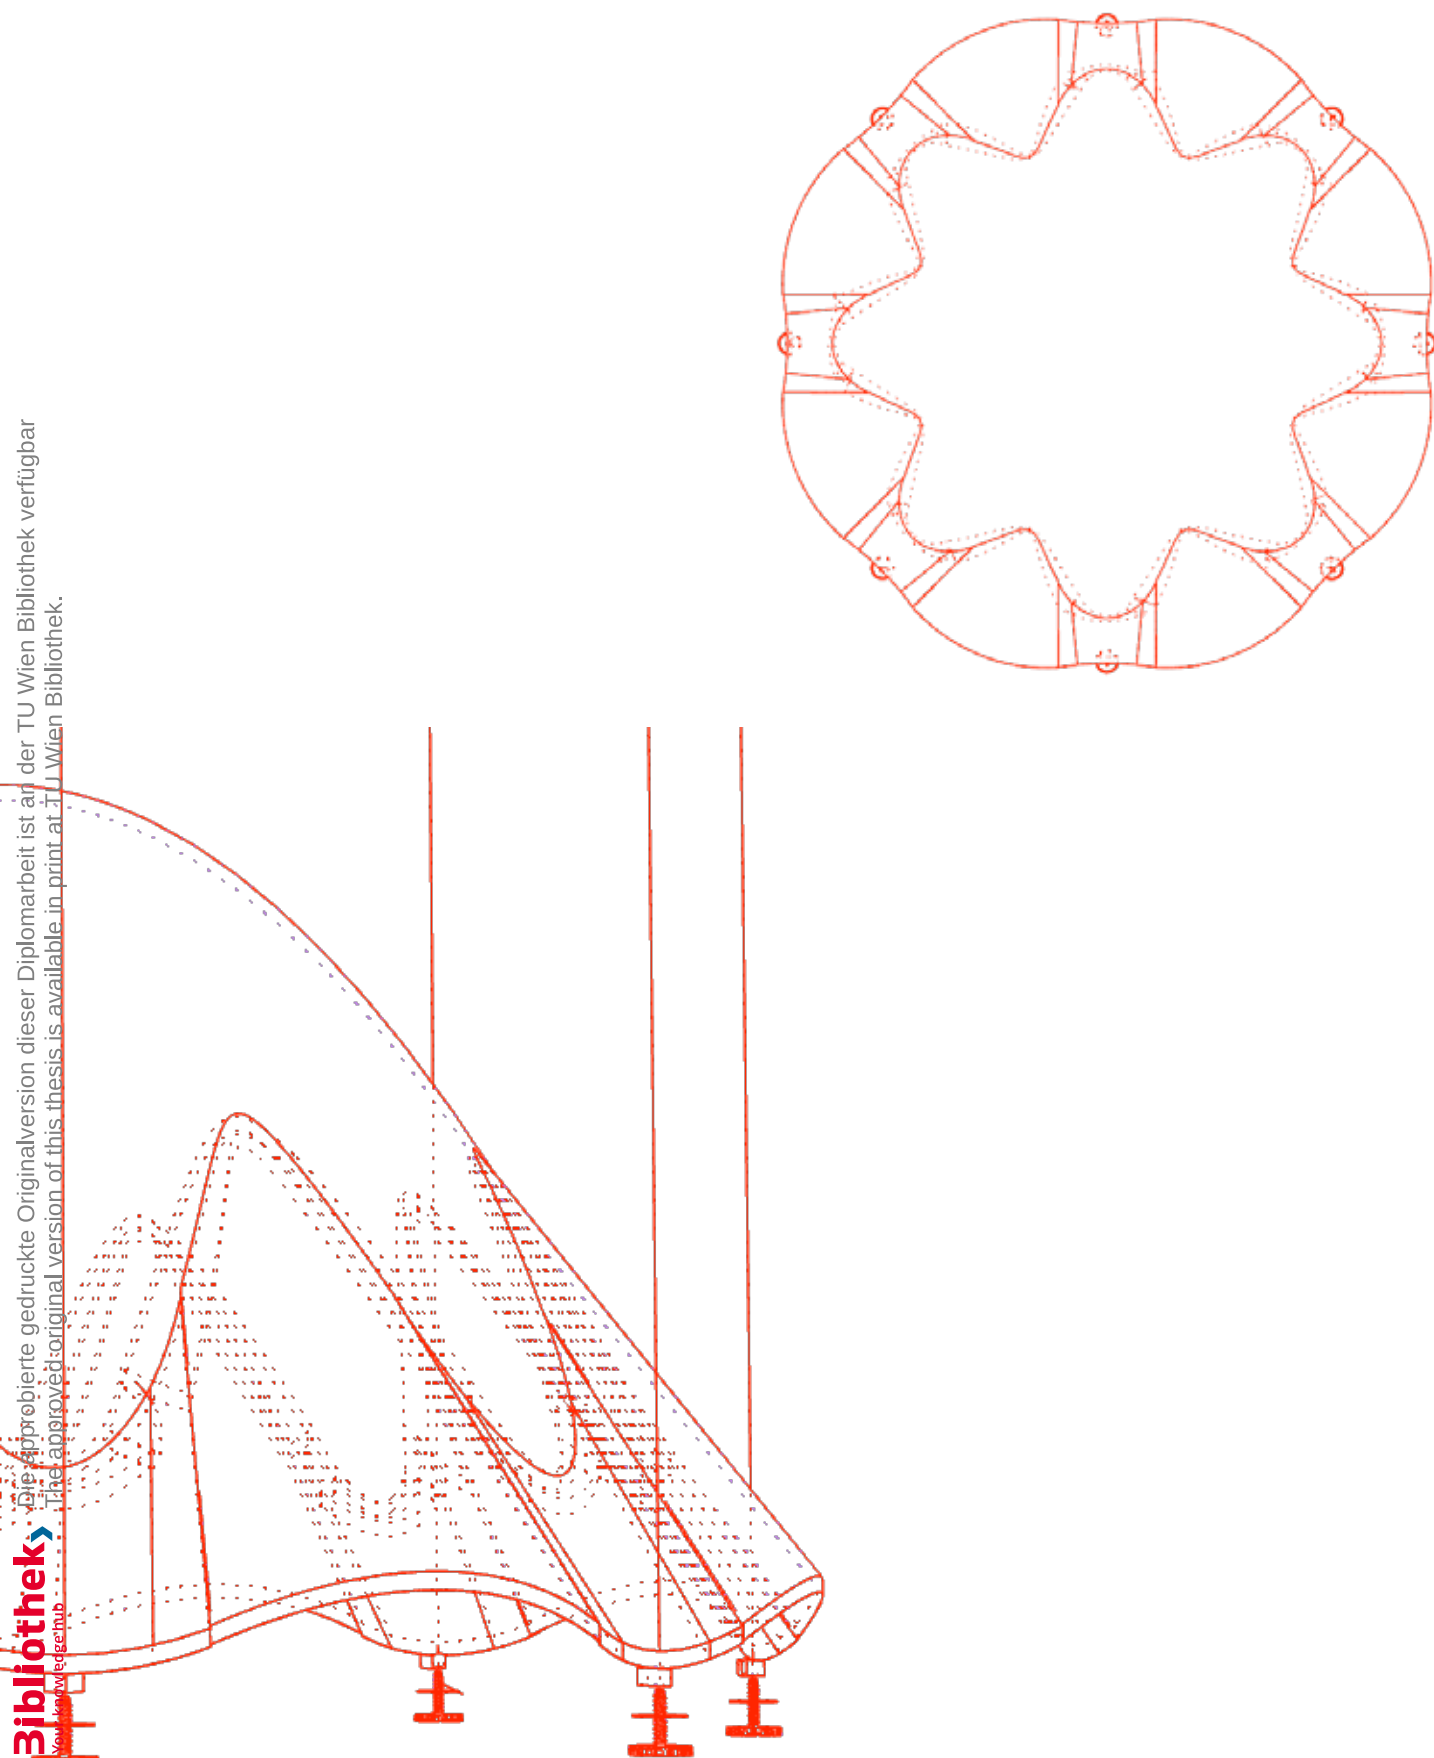 Die approbierte gedruckte Originalversion dieser Diplomarbeit ist an der TU Wien Bibliothek verfügbar
The approved original version of this thesis is available in print at TU Wien Bibliothek.
Bibliothek
Your knowledge hub